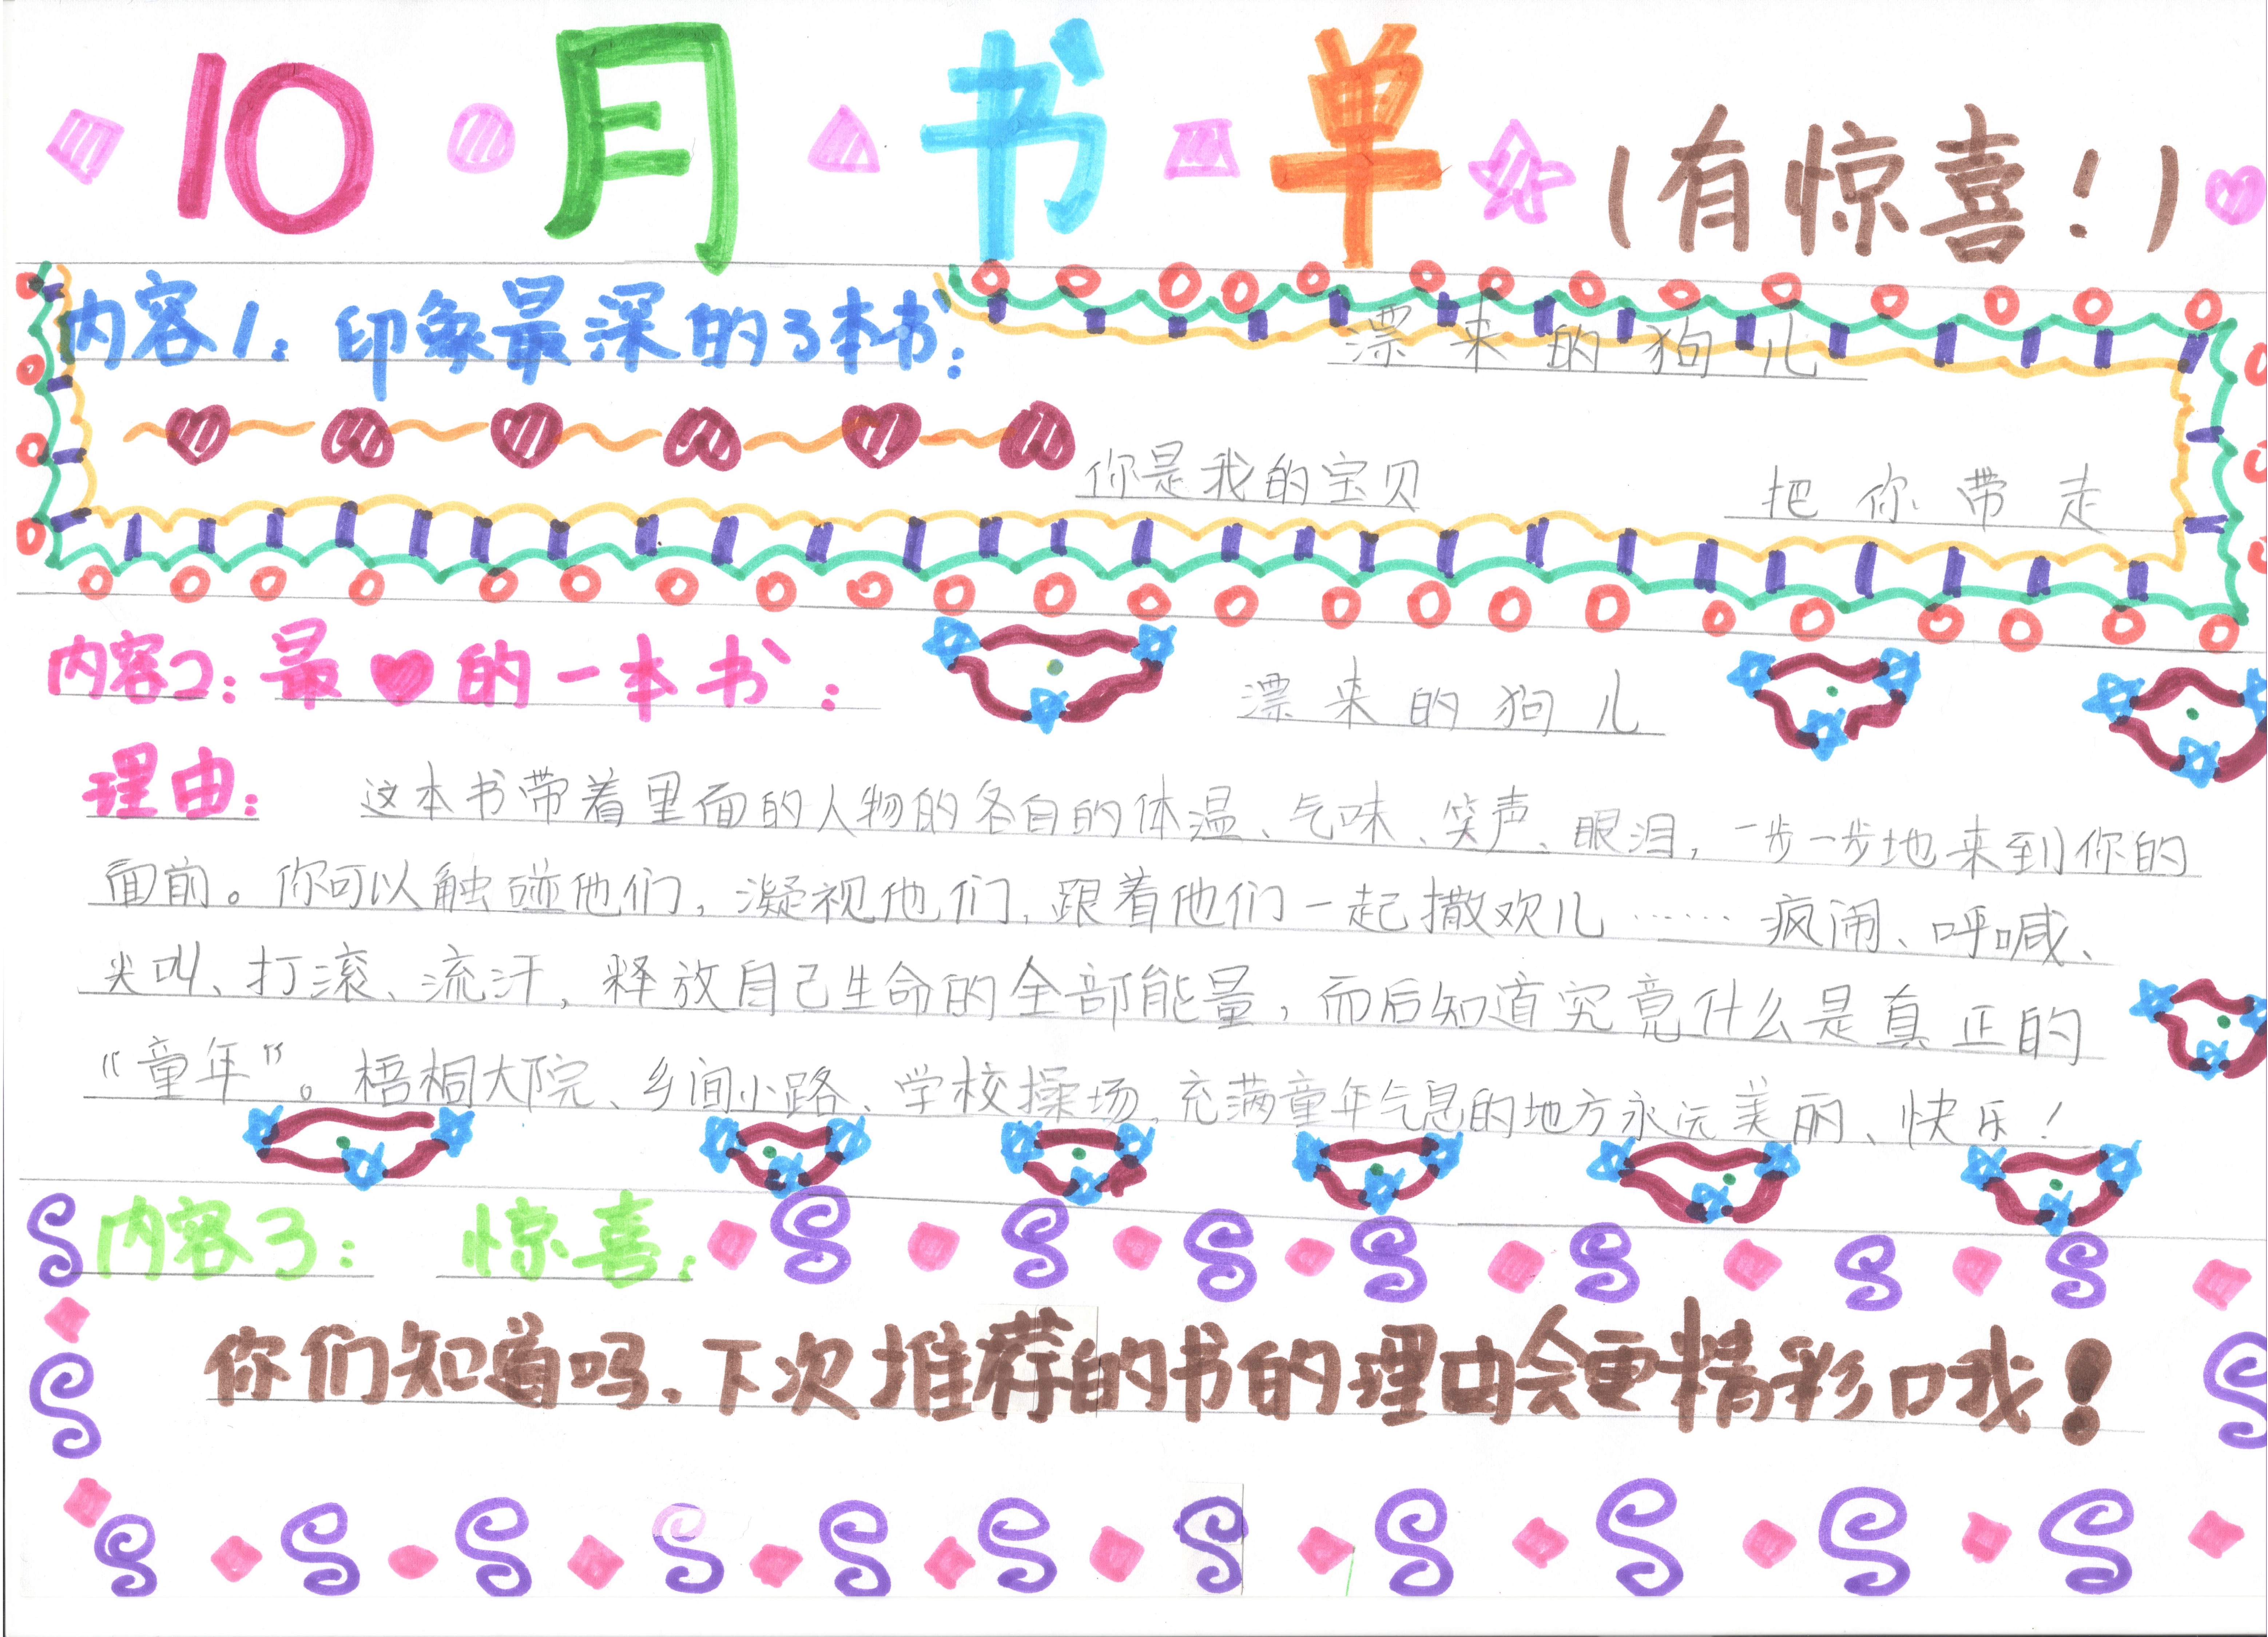 10月书单(有惊喜!)
内容1:印象最深的3本书:
漂来的狗儿
你是我的宝贝 把你带走
内容2:最的一本书: 漂来的狗儿
理由: 这本书带着里面的人物的各自的体温、气味、笑声、眼泪,一步一步地来到你的
面前。你可以触碰他们,凝视他们,跟着他们一起撒欢儿……疯闹、呼喊、
尖叫、打滚、流汗,释放自己生命的全部能量,而后知道究竟什么是真正的
“童年”。梧桐大院、乡间小路、学校操场,充满童年气息的地方永远美丽、快乐!
内容3: 惊喜:
你们知道吗,下次推荐的书的理由会更精彩哦!